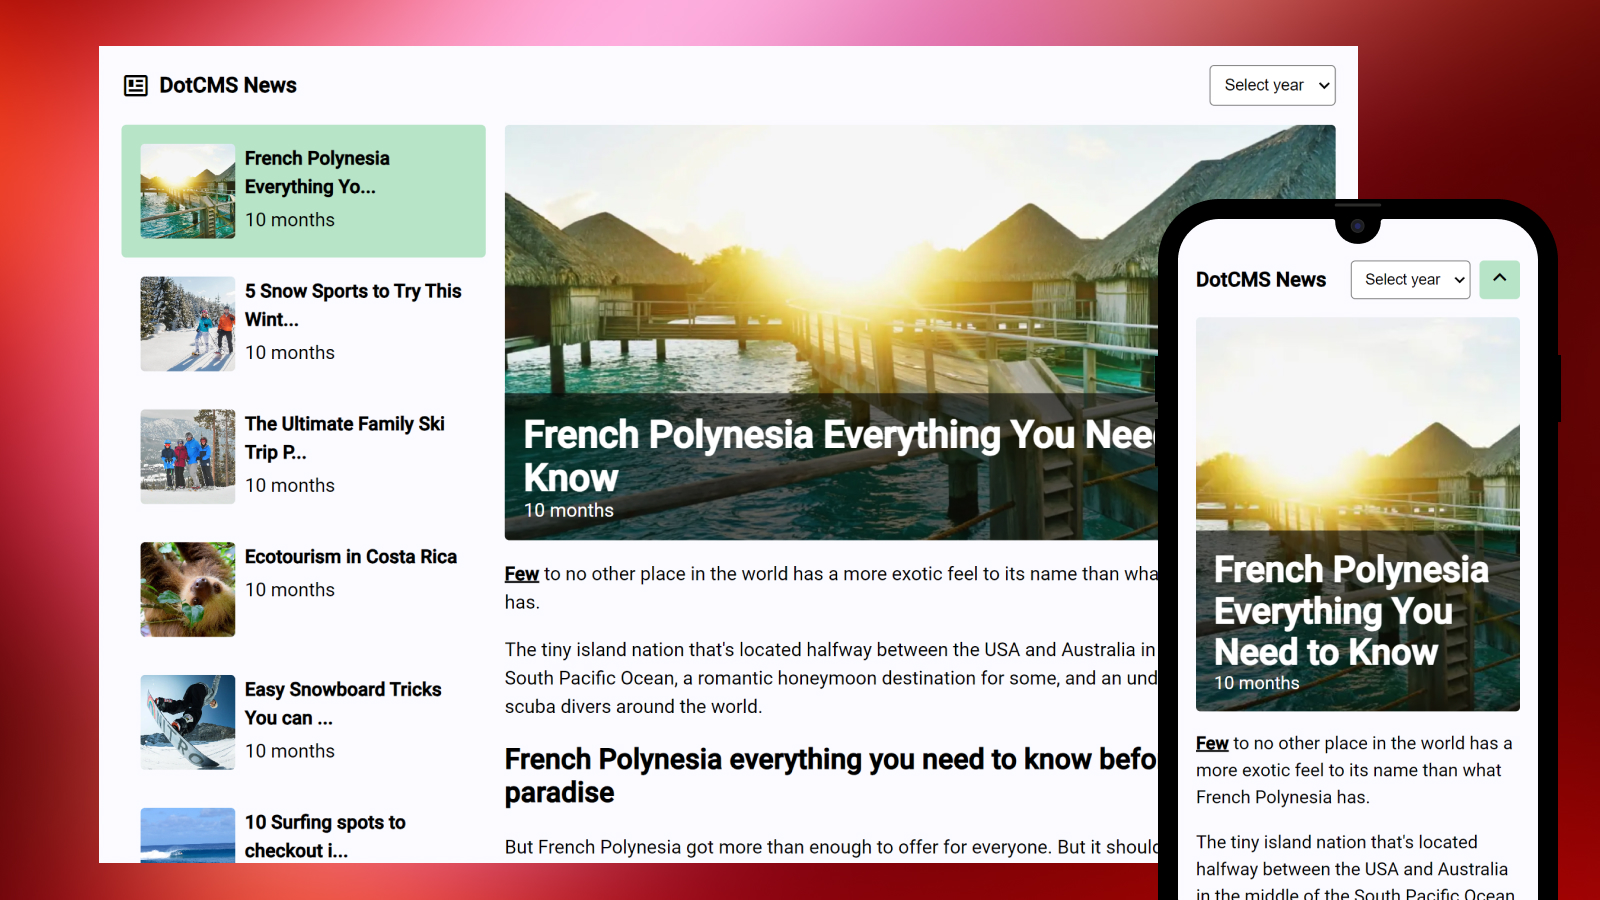 DotCMS News
Select year
French Polynesia
Everything Yo...
10 months
5 Snow Sports to Try This
Wint...
10 months
The Ultimate Family Ski
Trip P...
10 months
Ecotourism in Costa Rica
10 months
Easy Snowboard Tricks
You can ...
10 months
10 Surfing spots to
checkout i...
French Polynesia Everything You Need
Know
10 months
Few to no other place in the world has a more exotic feel to its name than wha
has.
The tiny island nation that's located halfway between the USA and Australia in
South Pacific Ocean, a romantic honeymoon destination for some, and an und
scuba divers around the world.
French Polynesia everything you need to know befo
paradise
But French Polynesia got more than enough to offer for everyone. But it shoul
DotCMS News
Select year
French Polynesia
Everything You
Need to Know
10 months
Few to no other place in the world has a
more exotic feel to its name than what
French Polynesia has.
The tiny island nation that's located
halfway between the USA and Australia
in the middle of the South Pacific Ocean